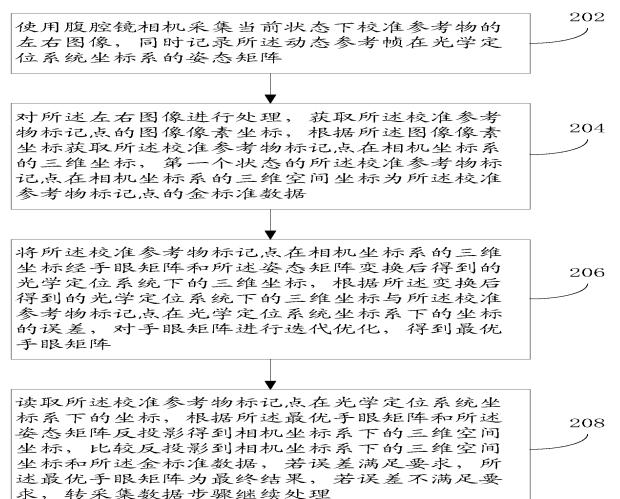 使用腹腔镜相机采集当前状态下校准参考物的
左右图像，同时记录所述动态参考帧在光学定
位系统坐标系的姿态矩阵
202
对所述左右图像进行处理，获取所述校准参考
物标记点的图像像素坐标，根据所述图像像素
坐标获取所述校准参考物标记点在相机坐标系
的三维坐标，第一个状态的所述校准参考物标
记点在相机坐标系的三维空间坐标为所述校准
参考物标记点的金标准数据
204
将所述校准参考物标记点在相机坐标系的三维
坐标经手眼矩阵和所述姿态矩阵变换后得到的
光学定位系统下的三维坐标，根据所述变换后
得到的光学定位系统下的三维坐标与所述校准
参考物标记点在光学定位系统坐标系下的坐标
的误差，对手眼矩阵进行迭代优化，得到最优
手眼矩阵
206
读取所述校准参考物标记点在光学定位系统坐
标系下的坐标，根据所述最优手眼矩阵和所述
姿态矩阵反投影得到相机坐标系下的三维空间
坐标，比较反投影到相机坐标系下的三维空间
坐标和所述金标准数据，若误差满足要求，所
述最优手眼矩阵为最终结果，若误差不满足要
求，转采集数据步骤继续处理
208